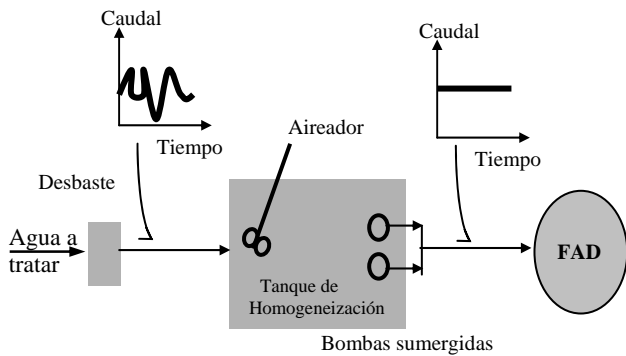 Caudal
Tiempo
Caudal
Tiempo
Aireador
Desbaste
Agua a
tratar
Tanque de
Homogeneización
FAD
Bombas sumergidas